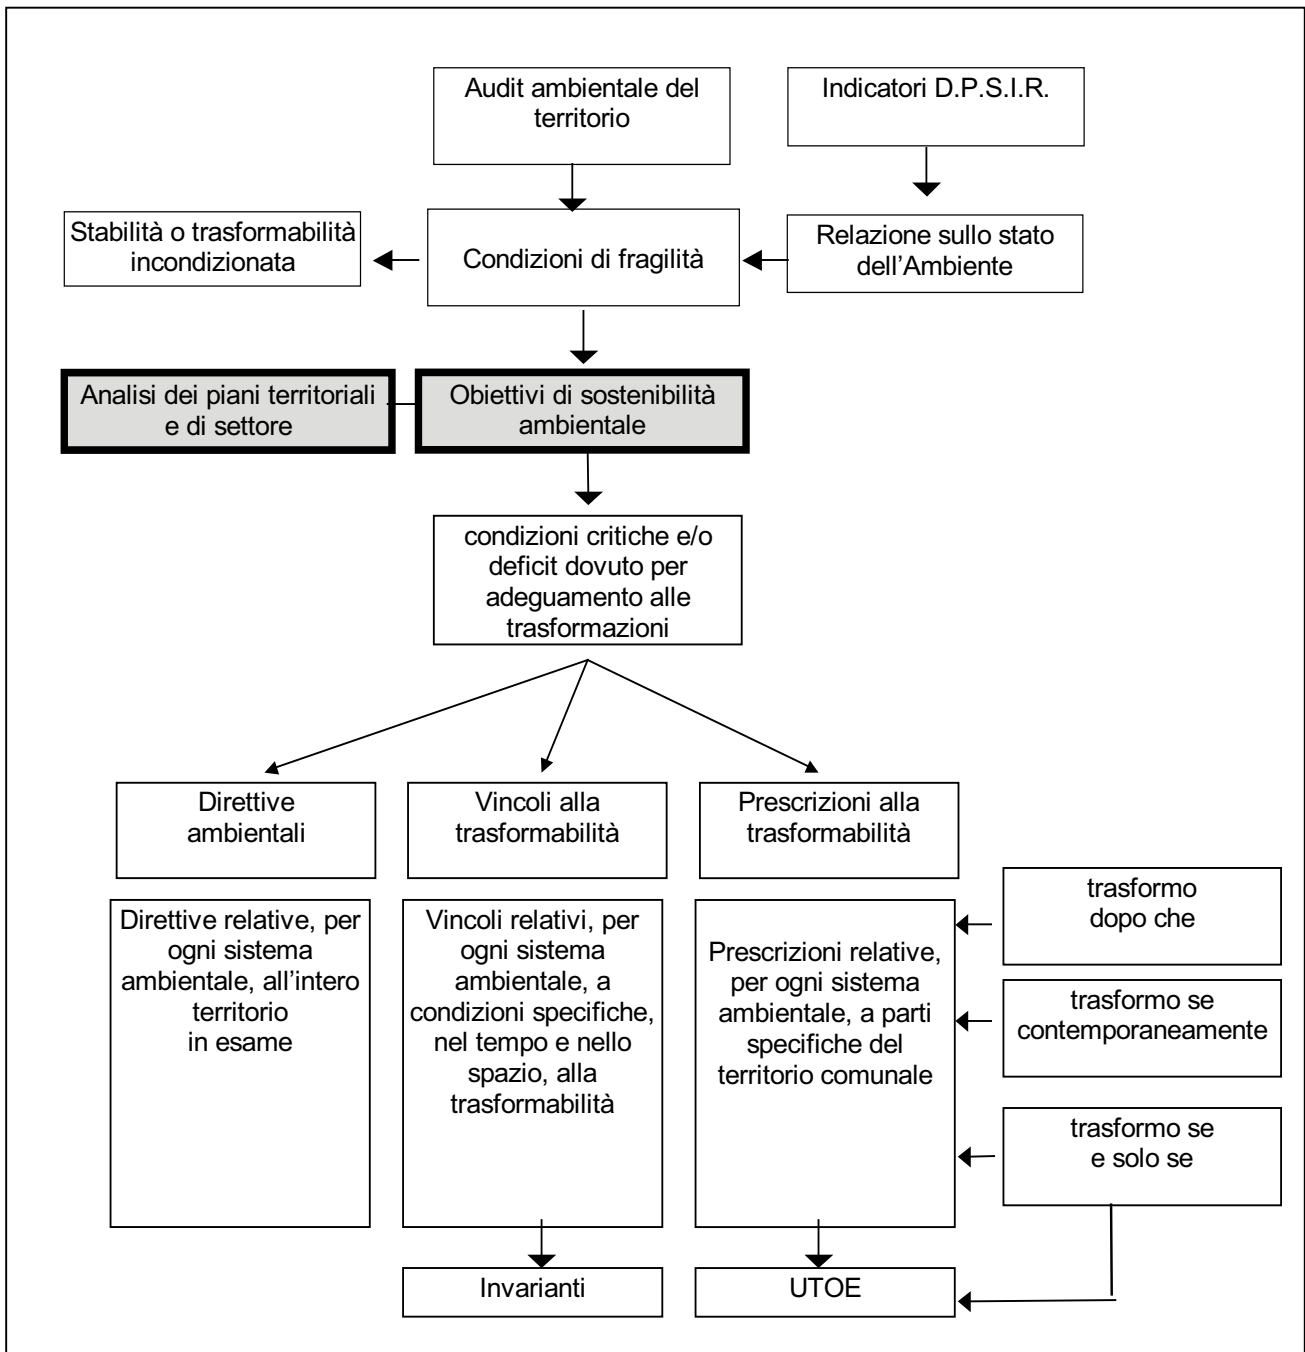 Audit ambientale del
territorio
Indicatori D.P.S.I.R.
Stabilità o trasformabilità
incondizionata
Condizioni di fragilità
Relazione sullo stato
dell'Ambiente
Analisi dei piani territoriali
e di settore
Obiettivi di sostenibilità
ambientale
condizioni critiche e/o
deficit dovuto per
adeguamento alle
trasformazioni
Direttive
ambientali
Vincoli alla
trasformabilità
Prescrizioni alla
trasformabilità
Direttive relative, per
ogni sistema
ambientale, all'intero
territorio
in esame
Vincoli relativi, per
ogni sistema
ambientale, a
condizioni specifiche,
nel tempo e nello
spazio, alla
trasformabilità
Prescrizioni relative,
per ogni sistema
ambientale, a parti
specifiche del
territorio comunale
trasformo
dopo che
trasformo se
contemporaneamente
trasformo se
e solo se
Invarianti
UTOE